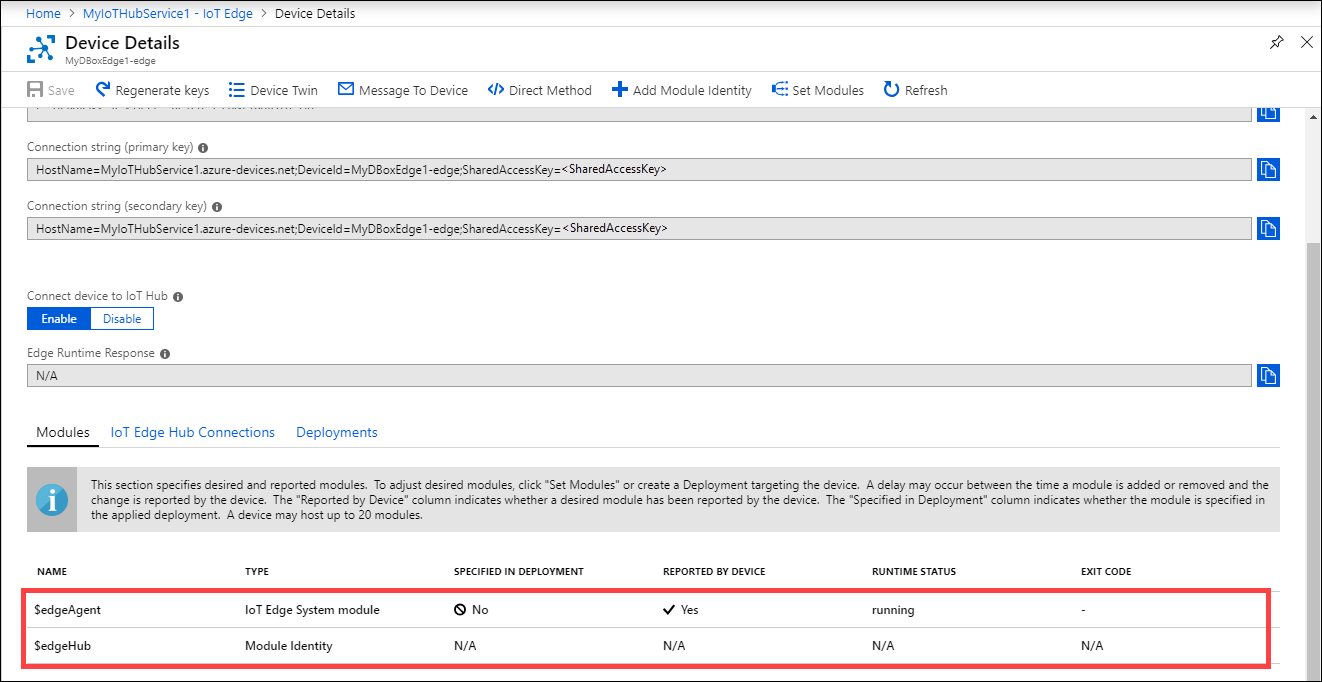 Home > MyIoTHubService1 - IoT Edge > Device Details
Device Details
MyDBoxEdge1-edge
Save Regenerate keys Device Twin Message To Device Direct Method Add Module Identity Set Modules Refresh
Connection string (primary key)
HostName=MyIoTHubService1.azure-devices.net;DeviceId=MyDBoxEdge1-edge;SharedAccessKey=<SharedAccessKey>
Connection string (secondary key)
HostName=MyIoTHubService1.azure-devices.net;DeviceId=MyDBoxEdge1-edge;SharedAccessKey=<SharedAccessKey>
Connect device to IoT Hub
Enable Disable
Edge Runtime Response
N/A
Modules IoT Edge Hub Connections Deployments
This section specifies desired and reported modules. To adjust desired modules, click "Set Modules" or create a Deployment targeting the device. A delay may occur between the time a module is added or removed and the
change is reported by the device. The "Reported by Device" column indicates whether a desired module has been reported by the device. The "Specified in Deployment" column indicates whether the module is specified in
the applied deployment. A device may host up to 20 modules.
NAME TYPE SPECIFIED IN DEPLOYMENT REPORTED BY DEVICE RUNTIME STATUS EXIT CODE
$edgeAgent IoT Edge System module No Yes running -
$edgeHub Module Identity N/A N/A N/A N/A